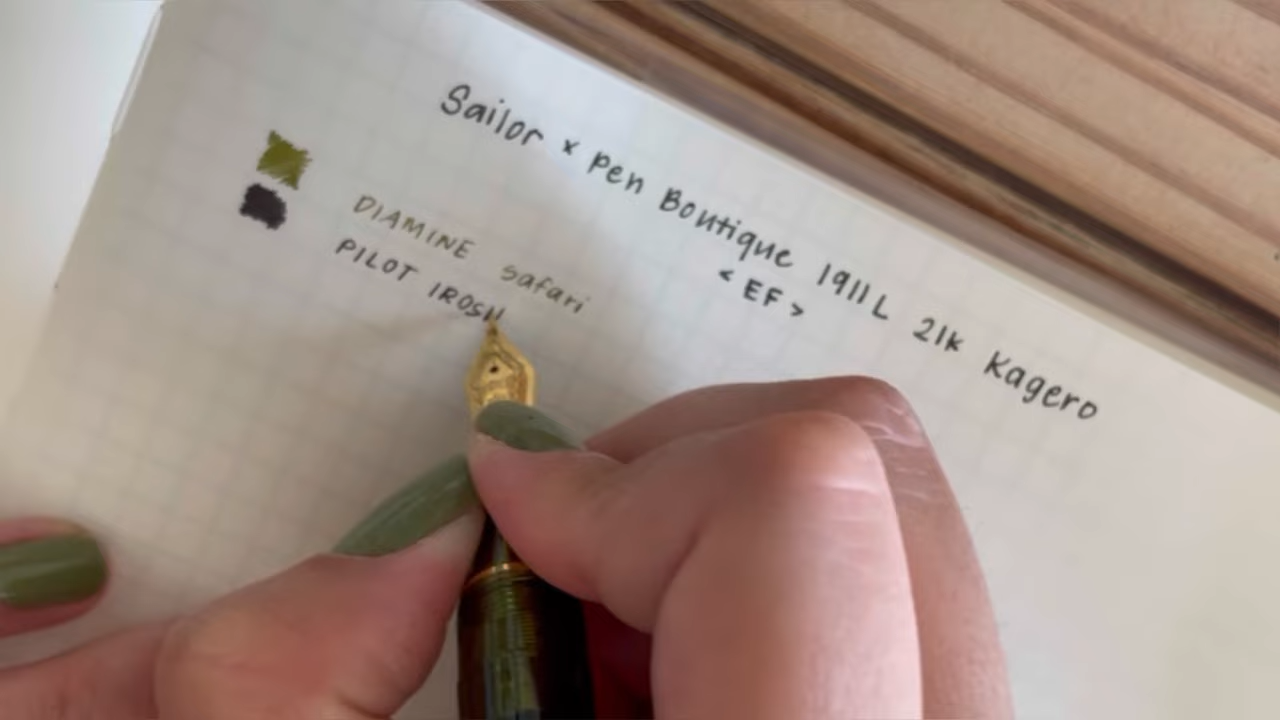 Sailor x Pen Boutique 1911L 21k Kagero
<EF>
DIAMINE safari
PILOT IROSH